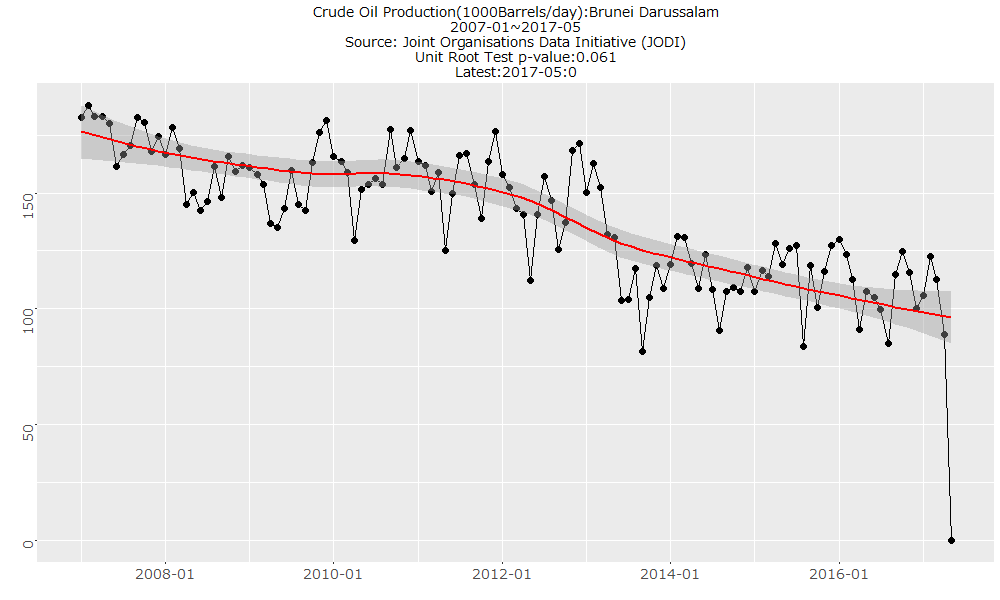 Crude Oil Production(1000Barrels/day):Brunei Darussalam
2007-01~2017-05
Source: Joint Organisations Data Initiative (JODI)
Unit Root Test p-value:0.061
Latest:2017-05:0
150
100
50
0
2008-01 2010-01 2012-01 2014-01 2016-01